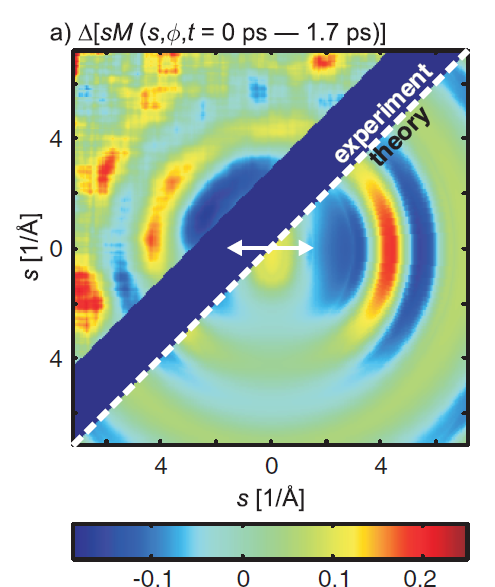 a) Δ[sM (s,ϕ,t = 0 ps — 1.7 ps)]
experiment
theory
4
0
4
s [1/Å]
4 0 4
s [1/Å]
-0.1 0 0.1 0.2